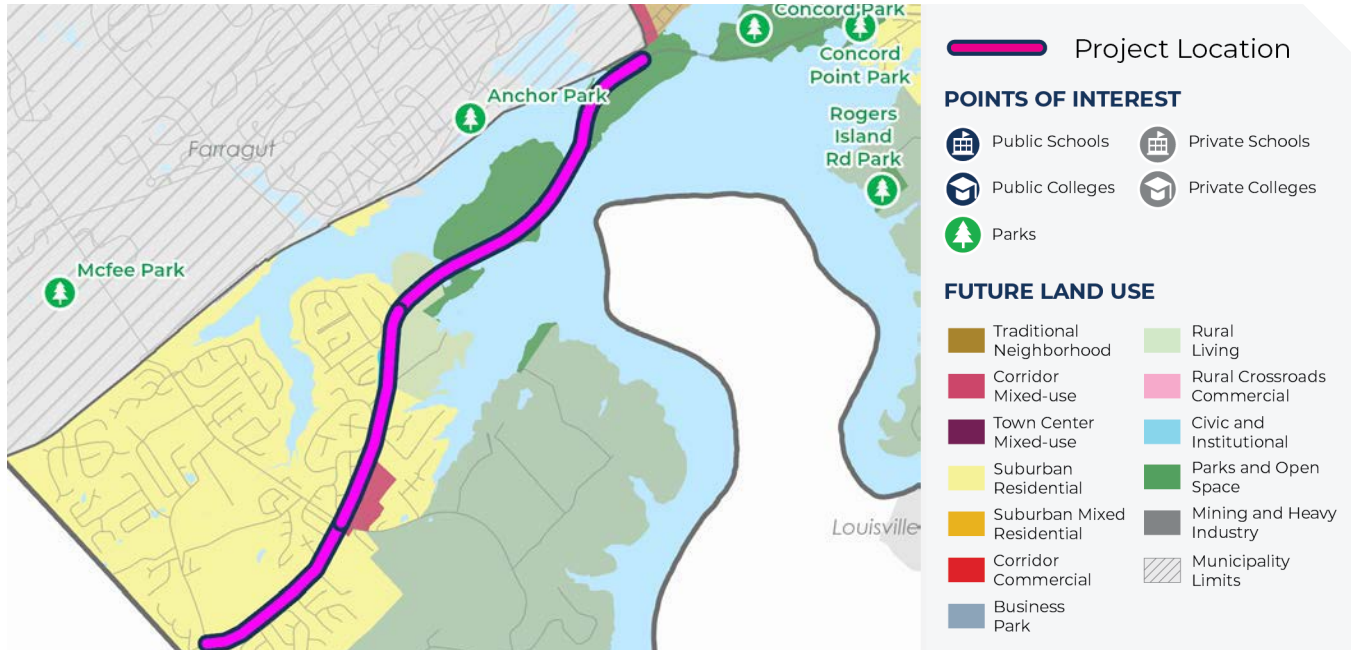 Concord Park
Concord
Point Park
Anchor Park
Rogers
Island
Rd Park
Farragut
Mcfee Park
Louisville
Project Location
POINTS OF INTEREST
Public Schools
Private Schools
Public Colleges
Private Colleges
Parks
FUTURE LAND USE
Traditional
Neighborhood
Corridor
Mixed-use
Town Center
Mixed-use
Suburban
Residential
Suburban Mixed
Residential
Corridor
Commercial
Business
Park
Rural
Living
Rural Crossroads
Commercial
Civic and
Institutional
Parks and Open
Space
Mining and Heavy
Industry
Municipality
Limits